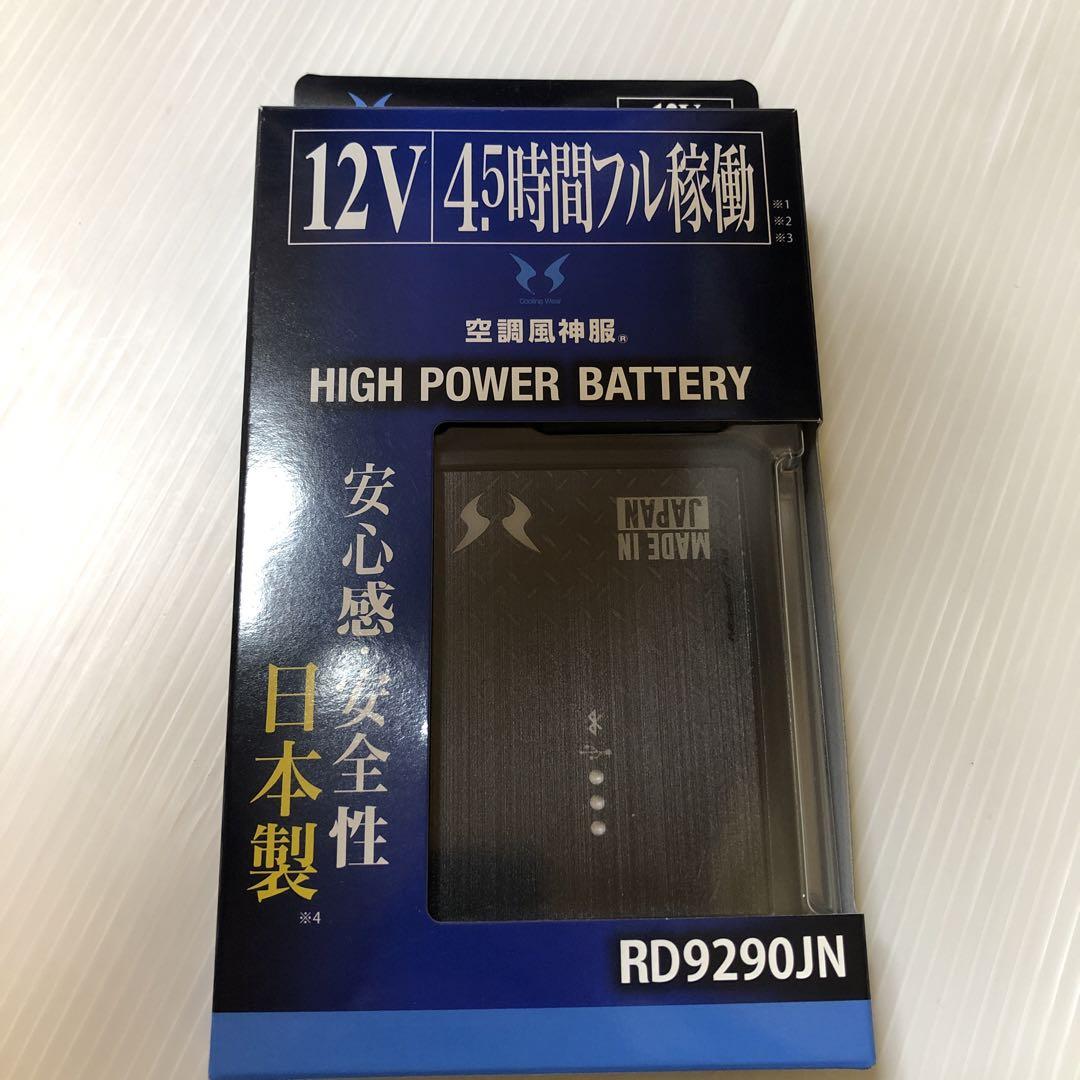 12V
12V 4.5時間フル稼働
※1
※2
※3
Cooling Wear
空調風神服®
HIGH POWER BATTERY
安心感・安全性
日本製
※4
MADE IN
JAPAN
RD9290JN